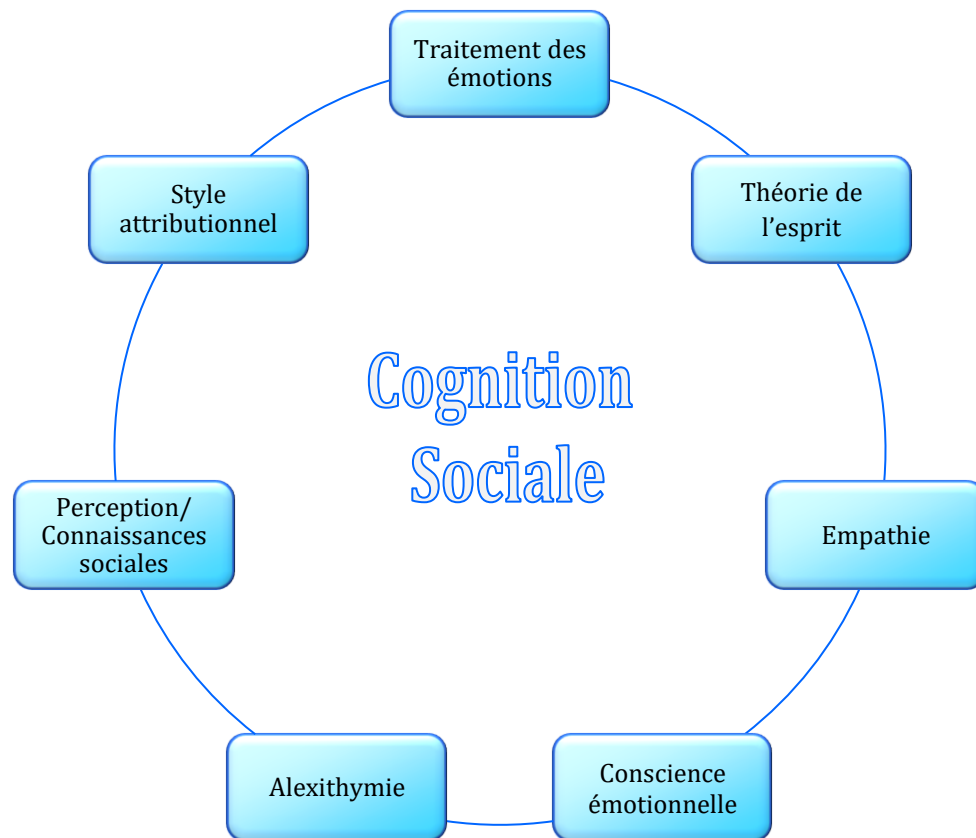 Traitement des
émotions
Style
attributionnel
Théorie de
l’esprit
Cognition
Sociale
Perception/
Connaissances
sociales
Empathie
Alexithymie
Conscience
émotionnelle